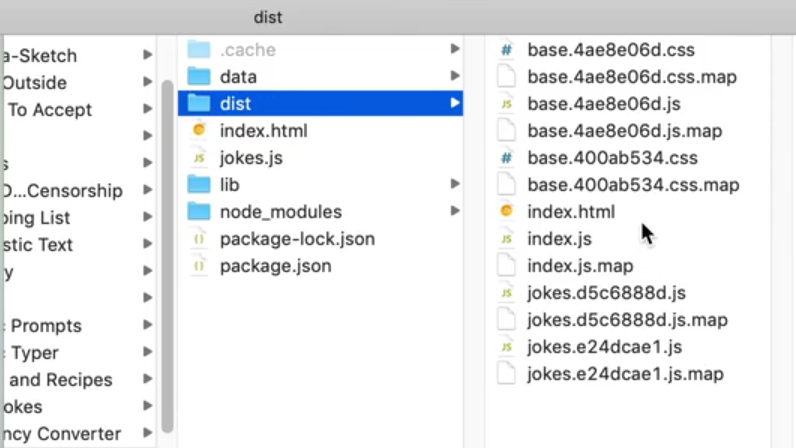 dist
a-Sketch
Outside
To Accept
s
O...Censorship
ping List
stic Text
y
Prompts
Typer
and Recipes
okes
ncy Converter
.cache
data
dist
index.html
jokes.js
lib
node_modules
package-lock.json
package.json
base.4ae8e06d.css
base.4ae8e06d.css.map
base.4ae8e06d.js
base.4ae8e06d.js.map
base.400ab534.css
base.400ab534.css.map
index.html
index.js
index.js.map
jokes.d5c6888d.js
jokes.d5c6888d.js.map
jokes.e24dcae1.js
jokes.e24dcae1.js.map